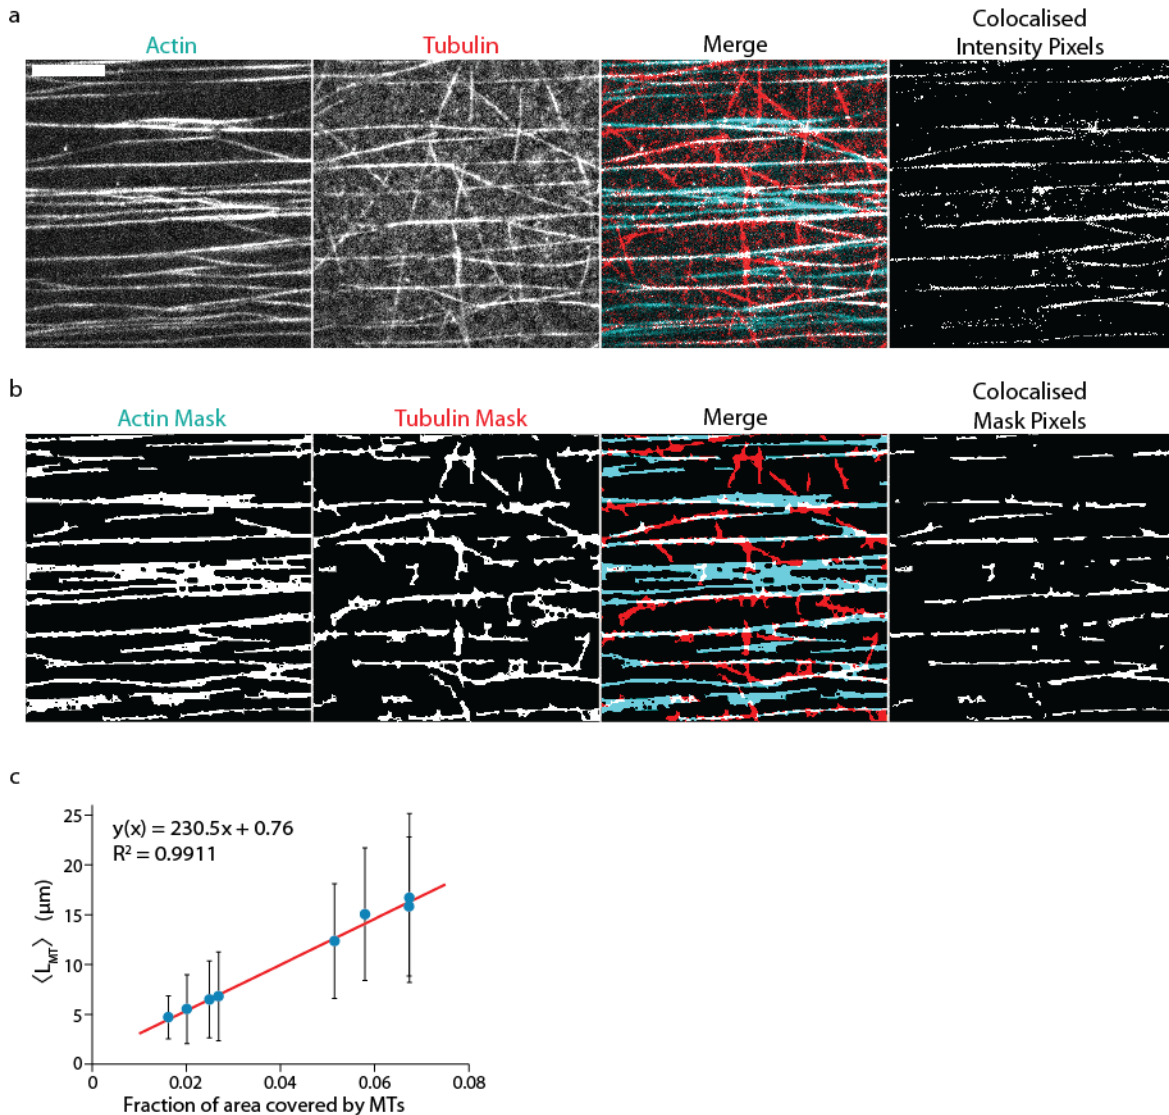 a
Actin
Tubulin
Merge
Colocalised
Intensity Pixels
b
Actin Mask
Tubulin Mask
Merge
Colocalised
Mask Pixels
c
y(x) = 230.5x + 0.76
R² = 0.9911
⟨L_MT⟩ (μm)
25
20
15
10
5
0
0
0.02
0.04
0.06
0.08
Fraction of area covered by MTs